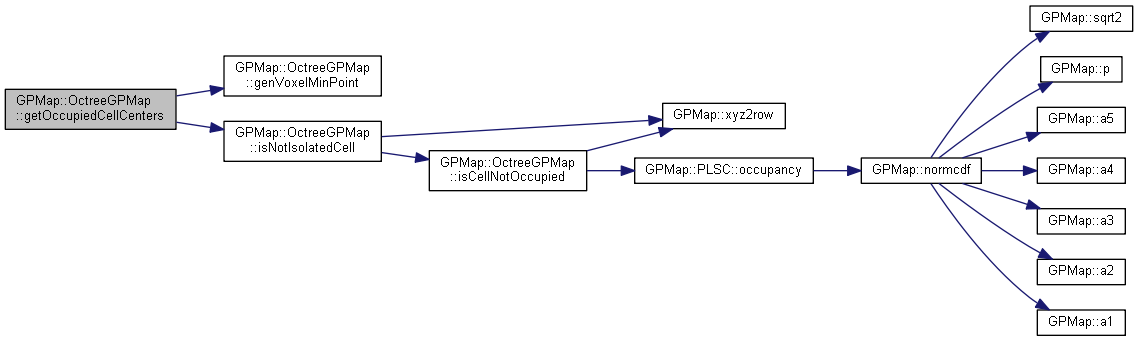 GPMap::OctreeGPMap
::getOccupiedCellCenters
GPMap::OctreeGPMap
::genVoxelMinPoint
GPMap::OctreeGPMap
::isNotIsolatedCell
GPMap::xyz2row
GPMap::OctreeGPMap
::isCellNotOccupied
GPMap::PLSC::occupancy
GPMap::normcdf
GPMap::sqrt2
GPMap::p
GPMap::a5
GPMap::a4
GPMap::a3
GPMap::a2
GPMap::a1